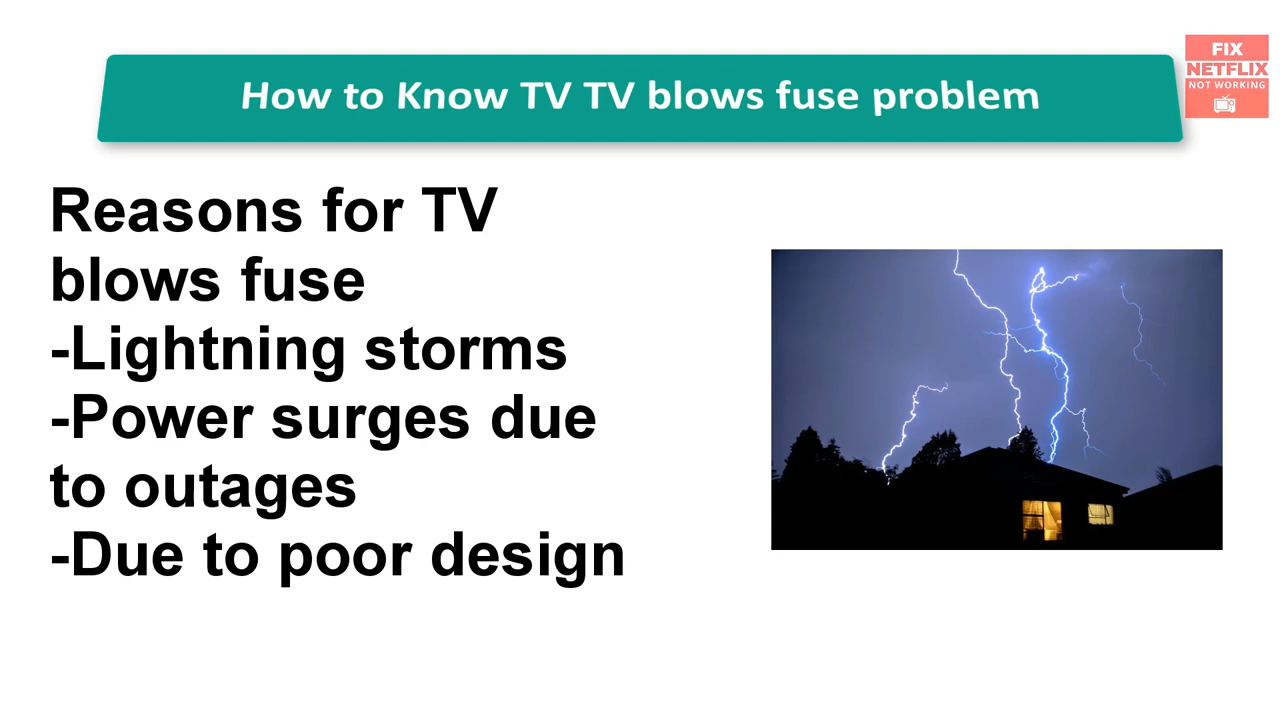 How to Know TV TV blows fuse problem
FIX
NETFLIX
NOT WORKING
Reasons for TV
blows fuse
-Lightning storms
-Power surges due
to outages
-Due to poor design